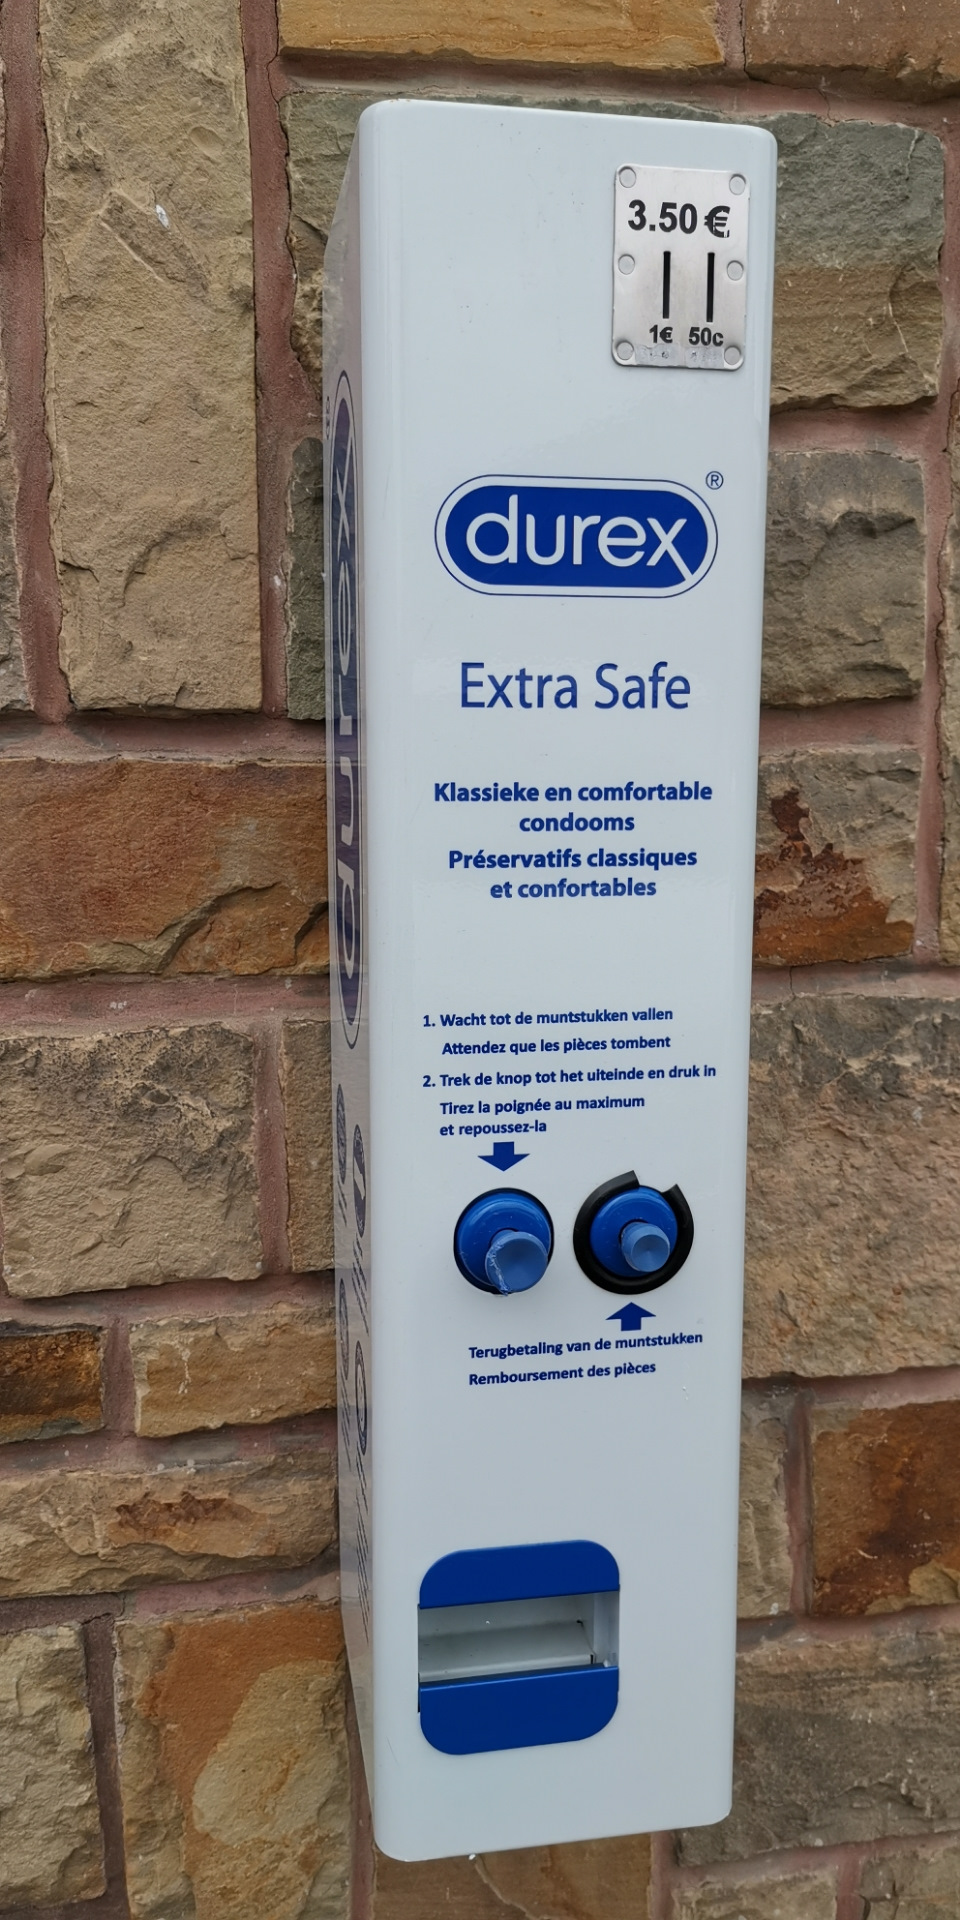 3.50€
1€ 50c
durex®
Extra Safe
Klassieke en comfortable
condooms
Préservatifs classiques
et confortables
1. Wacht tot de muntstukken vallen
Attendez que les pièces tombent
2. Trek de knop tot het uiteinde en druk in
Tirez la poignée au maximum
et repoussez-la
Terugbetaling van de muntstukken
Remboursement des pièces
durex